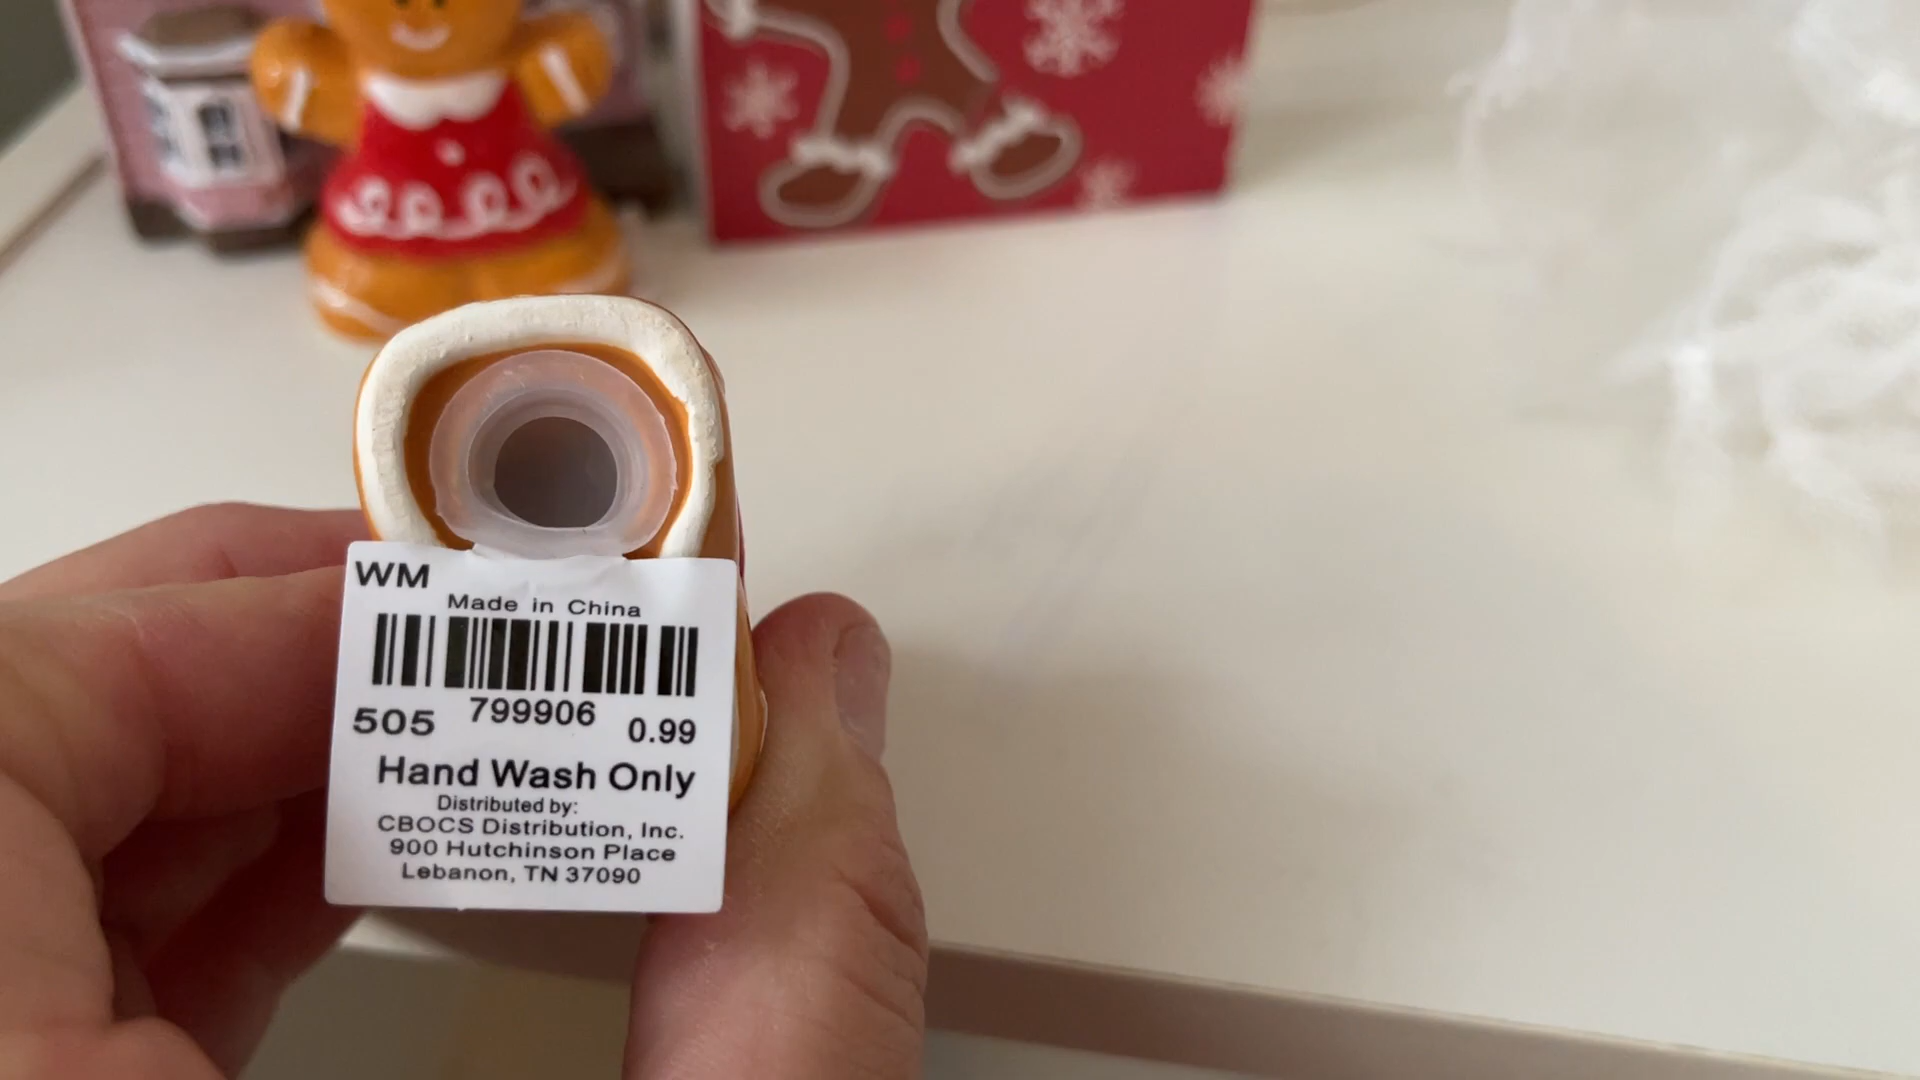 WM
Made in China
799906
505 0.99
Hand Wash Only
Distributed by:
CBOCS Distribution, Inc.
900 Hutchinson Place
Lebanon, TN 37090